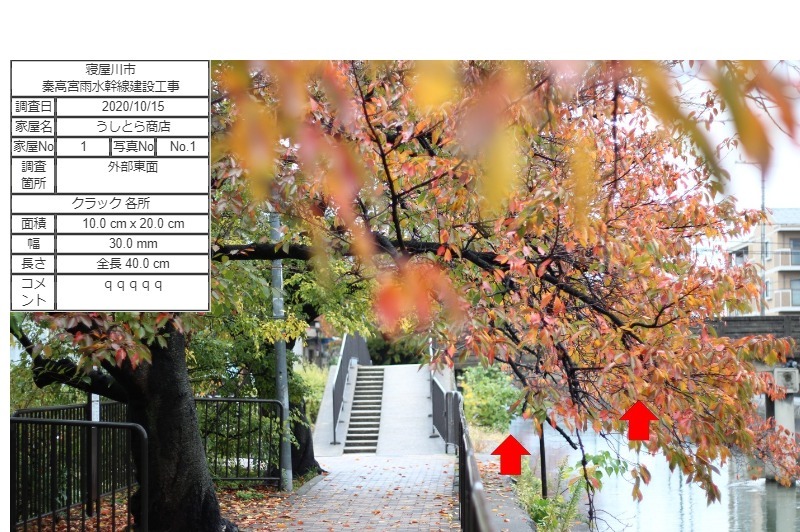 寝屋川市
秦高宮雨水幹線建設工事
調査日 2020/10/15
家屋名 うしとら商店
家屋No 1 写真No No.1
調査箇所 外部東面
クラック 各所
面積 10.0 cm x 20.0 cm
幅 30.0 mm
長さ 全長 40.0 cm
コメント q q q q q